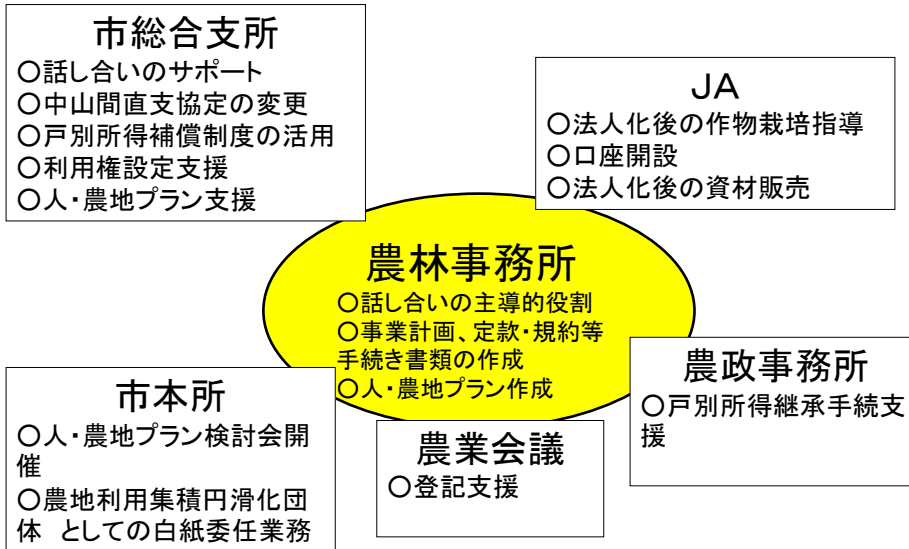 市総合支所
○話し合いのサポート
○中山間直支協定の変更
○戸別所得補償制度の活用
○利用権設定支援
○人・農地プラン支援
JA
○法人化後の作物栽培指導
○口座開設
○法人化後の資材販売
農林事務所
○話し合いの主導的役割
○事業計画、定款・規約等
手続き書類の作成
○人・農地プラン作成
農政事務所
○戸別所得継承手続支
援
市本所
○人・農地プラン検討会開
催
○農地利用集積円滑化団
体　としての白紙委任業務
農業会議
○登記支援